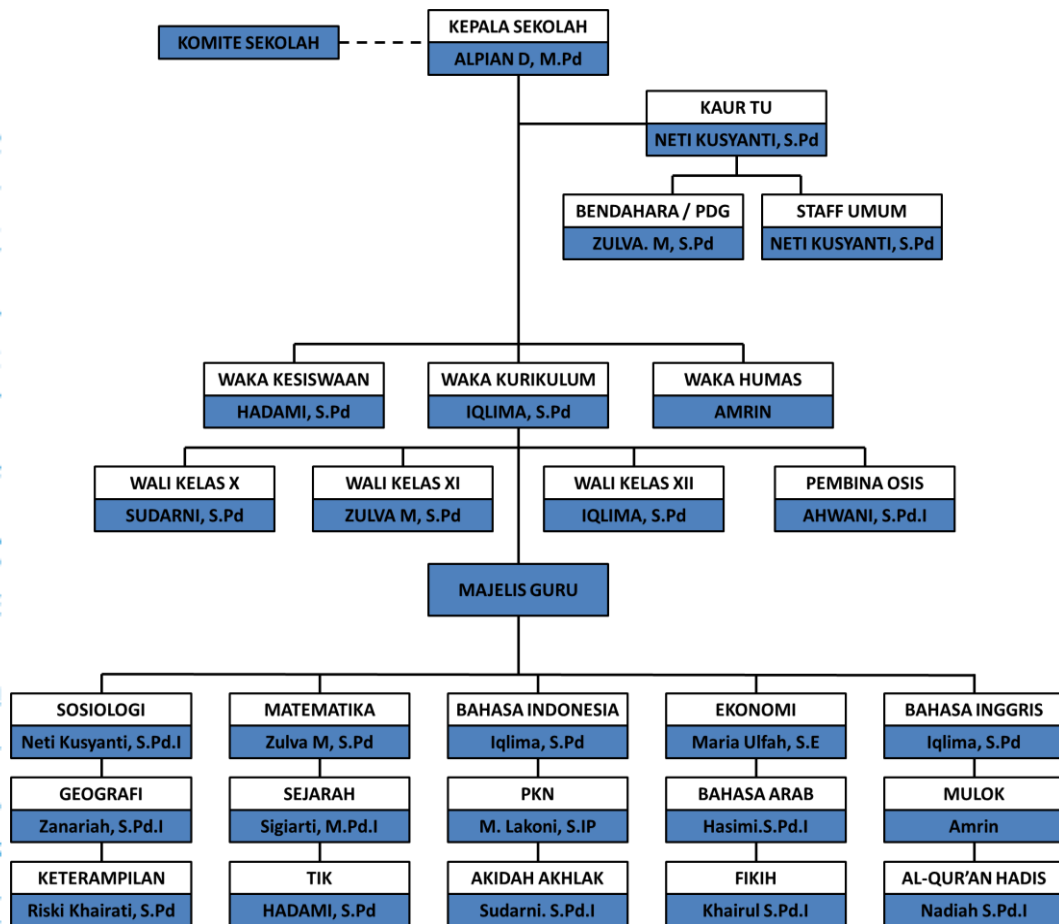 KEPALA SEKOLAH
KOMITE SEKOLAH
ALPIAN D, M.Pd
KAUR TU
NETI KUSYANTI, S.Pd
BENDAHARA / PDG
ZULVA. M, S.Pd
STAFF UMUM
NETI KUSYANTI, S.Pd
WAKA KESISWAAN
HADAMI, S.Pd
WAKA KURIKULUM
IQLIMA, S.Pd
WAKA HUMAS
AMRIN
WALI KELAS X
SUDARNI, S.Pd
WALI KELAS XI
ZULVA M, S.Pd
WALI KELAS XII
IQLIMA, S.Pd
PEMBINA OSIS
AHWANI, S.Pd.I
MAJELIS GURU
SOSIOLOGI
Neti Kusyanti, S.Pd.I
MATEMATIKA
Zulva M, S.Pd
BAHASA INDONESIA
Iqlima, S.Pd
EKONOMI
Maria Ulfah, S.E
BAHASA INGGRIS
Iqlima, S.Pd
GEOGRAFI
Zanariah, S.Pd.I
SEJARAH
Sigiarti, M.Pd.I
PKN
M. Lakoni, S.IP
BAHASA ARAB
Hasimi.S.Pd.I
MULOK
Amrin
KETERAMPILAN
Riski Khairati, S.Pd
TIK
HADAMI, S.Pd
AKIDAH AKHLAK
Sudarni. S.Pd.I
FIKIH
Khairul S.Pd.I
AL-QUR'AN HADIS
Nadiah S.Pd.I